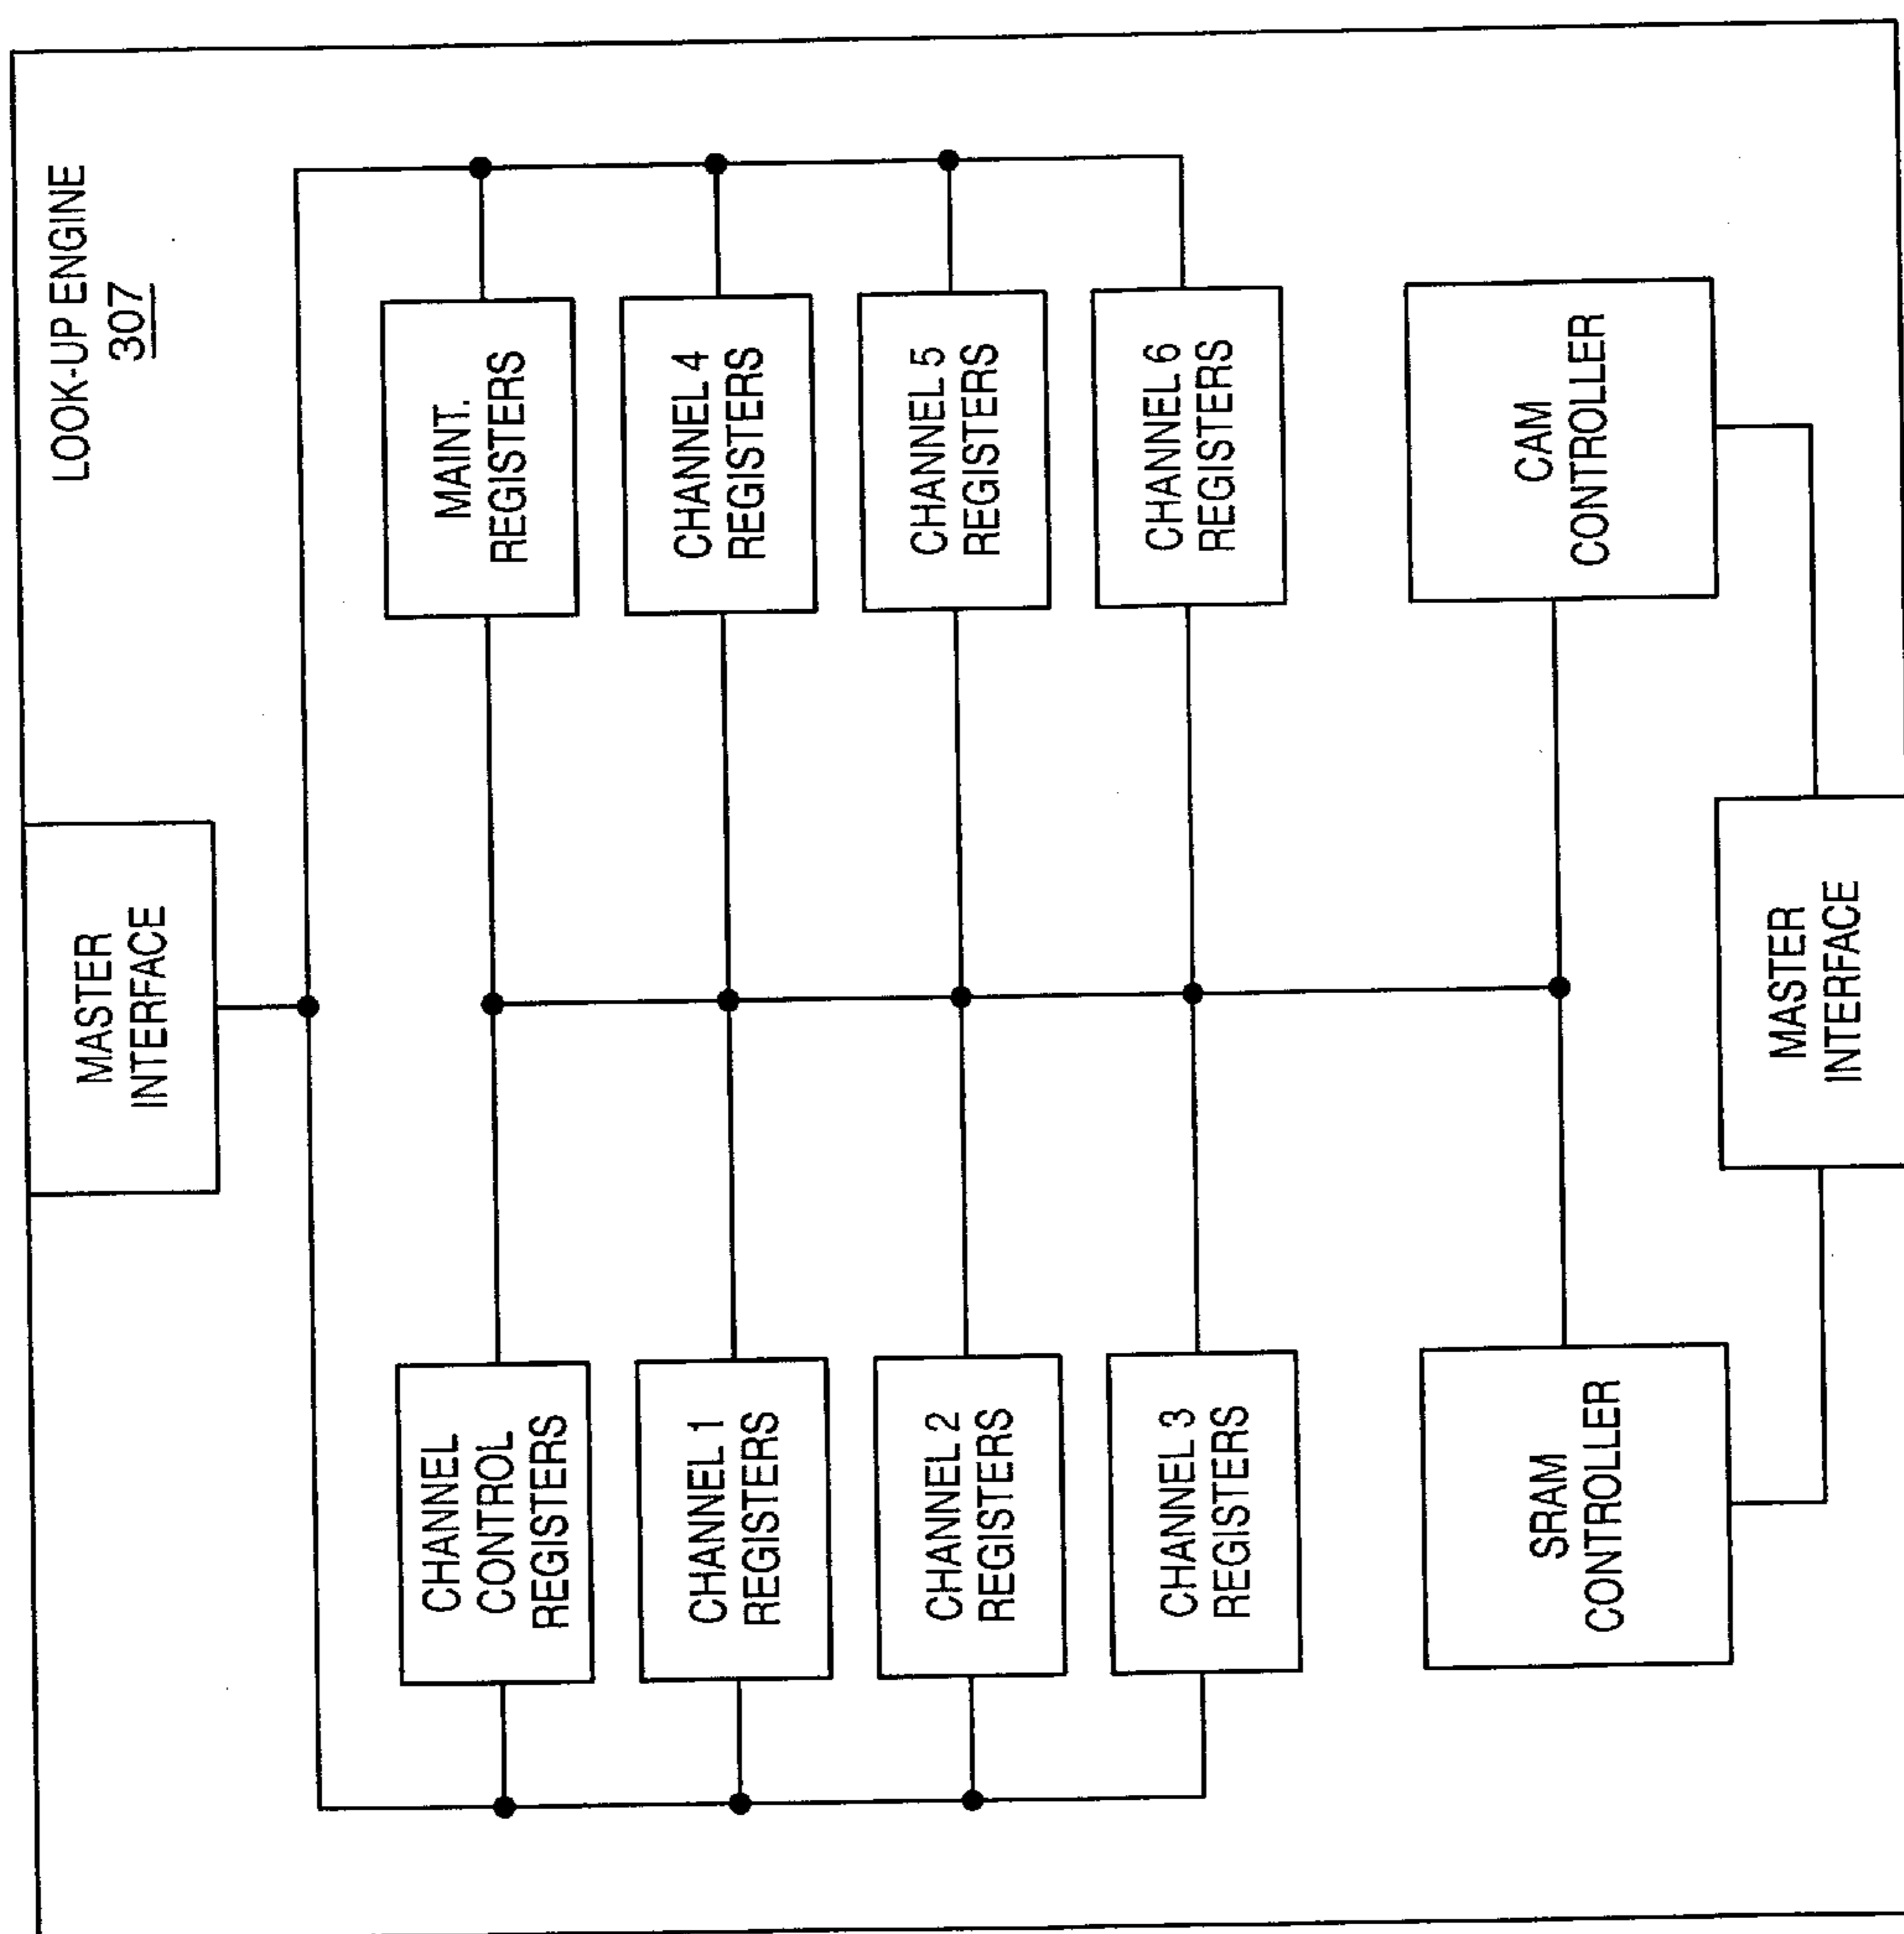 LOOK-UP ENGINE
307
MASTER
INTERFACE
CHANNEL
CONTROL
REGISTERS
MAINT.
REGISTERS
CHANNEL 1
REGISTERS
CHANNEL 4
REGISTERS
CHANNEL 2
REGISTERS
CHANNEL 5
REGISTERS
CHANNEL 3
REGISTERS
CHANNEL 6
REGISTERS
SRAM
CONTROLLER
CAM
CONTROLLER
MASTER
INTERFACE